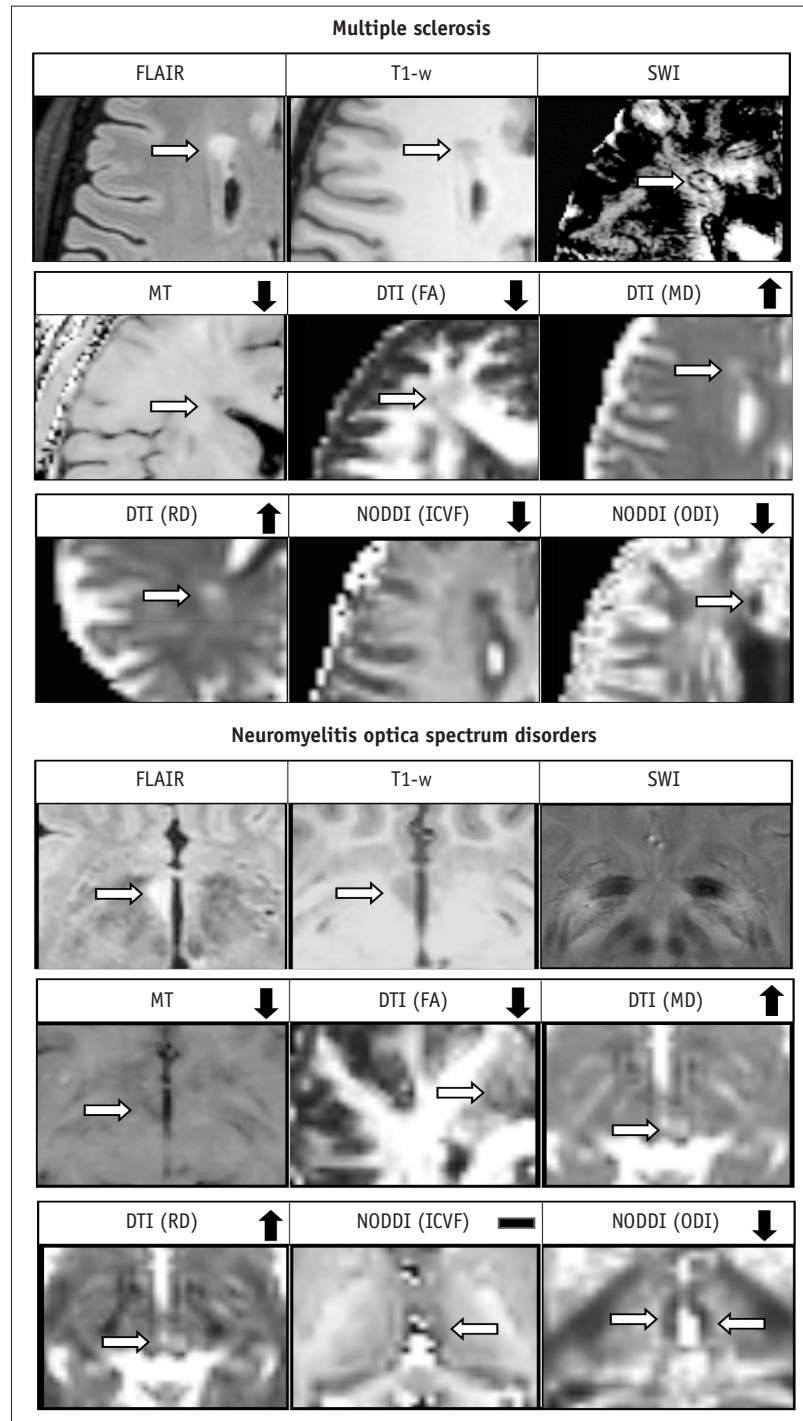 Multiple sclerosis
FLAIR T1-w SWI
MT DTI (FA) DTI (MD)
DTI (RD) NODDI (ICVF) NODDI (ODI)
Neuromyelitis optica spectrum disorders
FLAIR T1-w SWI
MT DTI (FA) DTI (MD)
DTI (RD) NODDI (ICVF) NODDI (ODI)